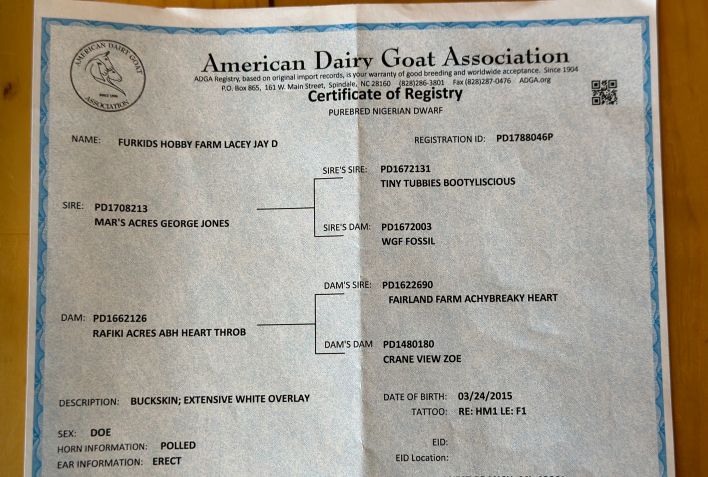 AMERICAN DAIRY GOAT
SINCE 1904
ASSOCIATION
American Dairy Goat Association
ADGA Registry, based on original import records, is your warranty of good breeding and worldwide acceptance. Since 1904
P.O. Box 865, 161 W. Main Street, Spindale, NC 28160 (828)286-3801 Fax (828)287-0476 ADGA.org
Certificate of Registry
PUREBRED NIGERIAN DWARF
NAME: FURKIDS HOBBY FARM LACEY JAY D REGISTRATION ID: PD1788046P
SIRE'S SIRE: PD1672131
TINY TUBBIES BOOTYLISCIOUS
SIRE: PD1708213
MAR'S ACRES GEORGE JONES
SIRE'S DAM: PD1672003
WGF FOSSIL
DAM'S SIRE: PD1622690
FAIRLAND FARM ACHYBREAKY HEART
DAM: PD1662126
RAFIKI ACRES ABH HEART THROB
DAM'S DAM PD1480180
CRANE VIEW ZOE
DESCRIPTION: BUCKSKIN; EXTENSIVE WHITE OVERLAY
DATE OF BIRTH: 03/24/2015
TATTOO: RE: HM1 LE: F1
SEX: DOE
HORN INFORMATION: POLLED
EAR INFORMATION: ERECT
EID:
EID Location: